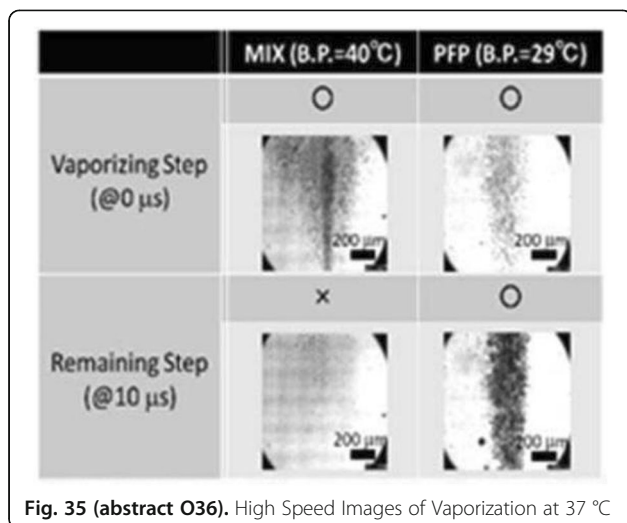 MIX (B.P.=40°C) PFP (B.P.=29°C)
O O
Vaporizing Step
(@0 µs)
200 µm 200 µm
× O
Remaining Step
(@10 µs)
200 µm 200 µm
Fig. 35 (abstract O36). High Speed Images of Vaporization at 37 °C